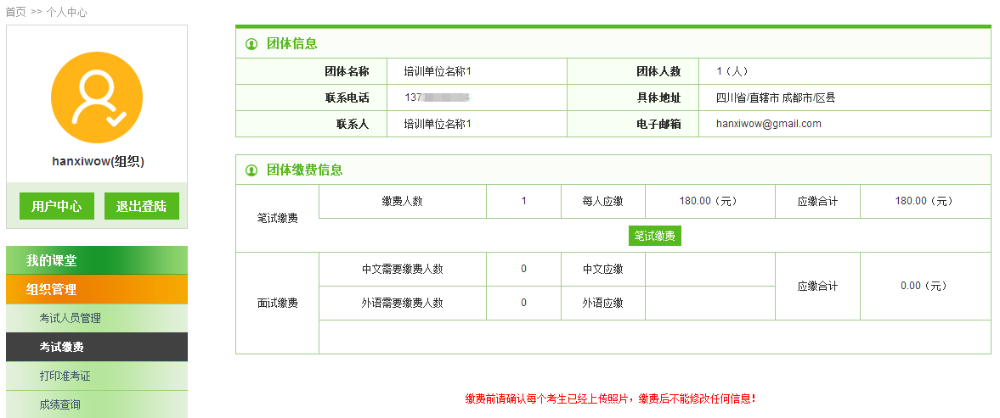 首页 >> 个人中心
hanxiwow(组织)
用户中心 退出登陆
我的课堂
组织管理
考试人员管理
考试缴费
打印准考证
成绩查询
团体信息
团体名称 培训单位名称1 团体人数 1（人）
联系电话 137 具体地址 四川省/直辖市 成都市/区县
联系人 培训单位名称1 电子邮箱 hanxiwow@gmail.com
团体缴费信息
笔试缴费 缴费人数 1 每人应缴 180.00（元） 应缴合计 180.00（元）
笔试缴费
面试缴费 中文需要缴费人数 0 中文应缴 应缴合计 0.00（元）
外语需要缴费人数 0 外语应缴
缴费前请确认每个考生已经上传照片，缴费后不能修改任何信息！